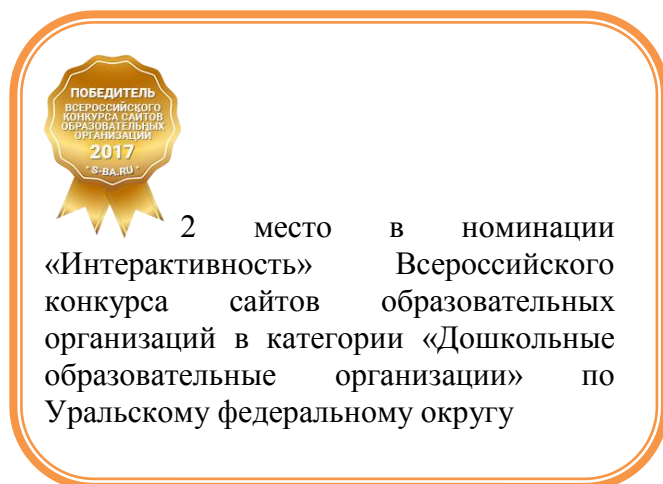 ПОБЕДИТЕЛЬ
ВСЕРОССИЙСКОГО
КОНКУРСА САЙТОВ
ОБРАЗОВАТЕЛЬНЫХ
ОРГАНИЗАЦИЙ
2017
S-BA.RU
2 место в номинации
«Интерактивность» Всероссийского
конкурса сайтов образовательных
организаций в категории «Дошкольные
образовательные организации» по
Уральскому федеральному округу